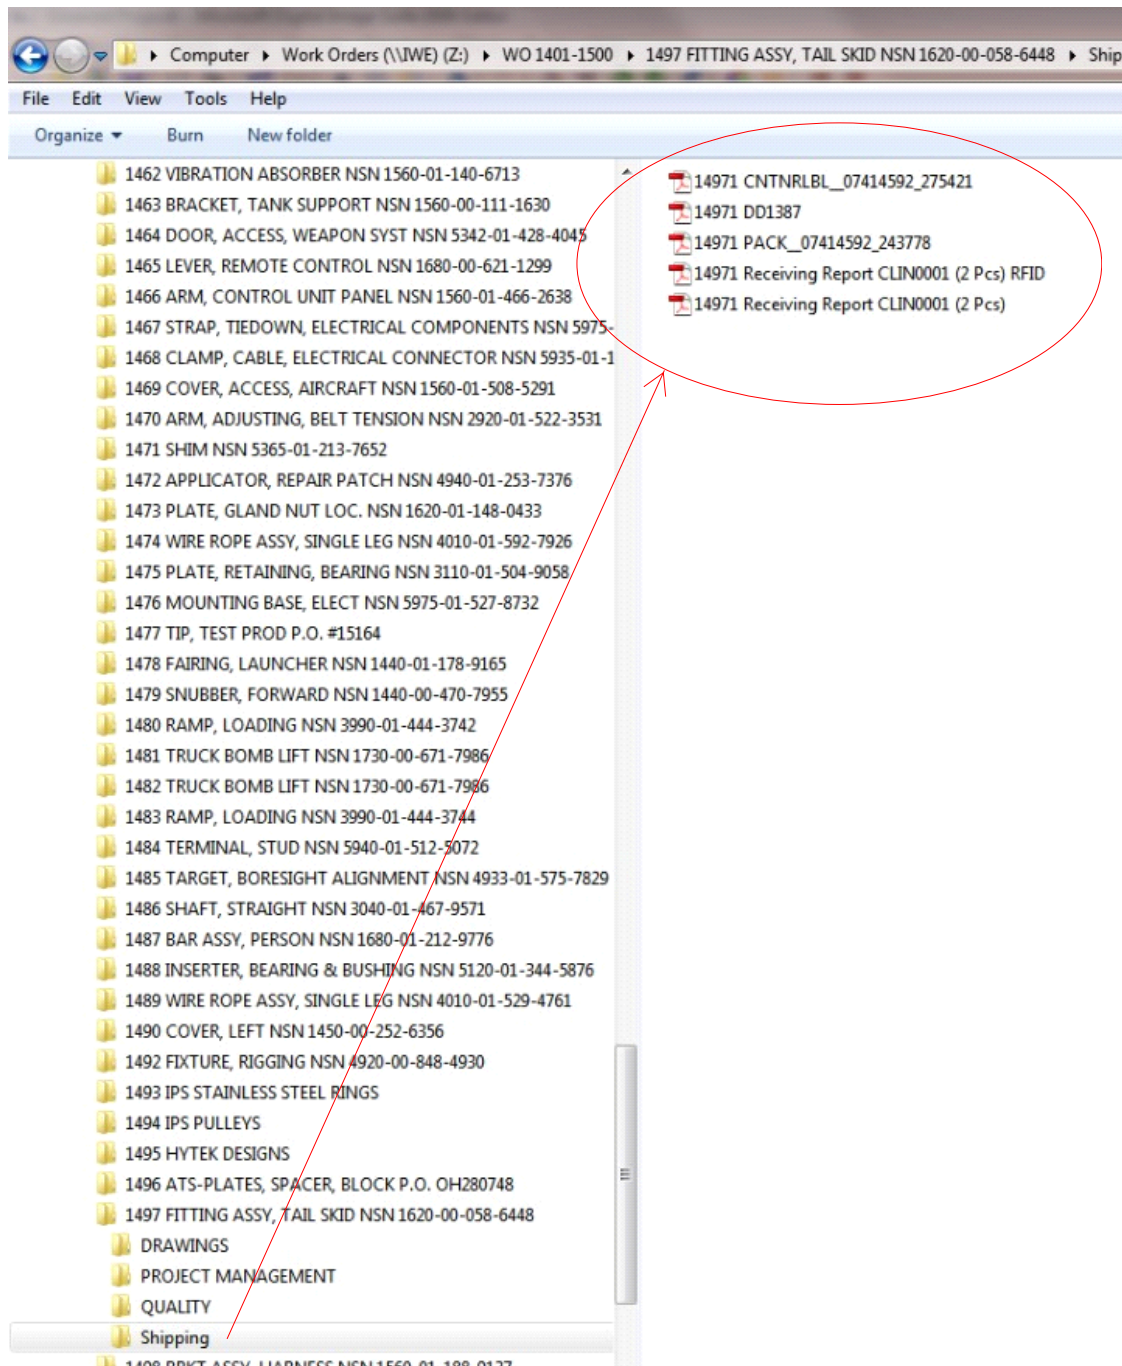 Computer ▸ Work Orders (\\IWE) (Z:) ▸ WO 1401-1500 ▸ 1497 FITTING ASSY, TAIL SKID NSN 1620-00-058-6448 ▸ Ship
File Edit View Tools Help
Organize Burn New folder
1462 VIBRATION ABSORBER NSN 1560-01-140-6713
1463 BRACKET, TANK SUPPORT NSN 1560-00-111-1630
1464 DOOR, ACCESS, WEAPON SYST NSN 5342-01-428-4045
1465 LEVER, REMOTE CONTROL NSN 1680-00-621-1299
1466 ARM, CONTROL UNIT PANEL NSN 1560-01-466-2638
1467 STRAP, TIEDOWN, ELECTRICAL COMPONENTS NSN 5975-
1468 CLAMP, CABLE, ELECTRICAL CONNECTOR NSN 5935-01-1
1469 COVER, ACCESS, AIRCRAFT NSN 1560-01-508-5291
1470 ARM, ADJUSTING, BELT TENSION NSN 2920-01-522-3531
1471 SHIM NSN 5365-01-213-7652
1472 APPLICATOR, REPAIR PATCH NSN 4940-01-253-7376
1473 PLATE, GLAND NUT LOC. NSN 1620-01-148-0433
1474 WIRE ROPE ASSY, SINGLE LEG NSN 4010-01-592-7926
1475 PLATE, RETAINING, BEARING NSN 3110-01-504-9058
1476 MOUNTING BASE, ELECT NSN 5975-01-527-8732
1477 TIP, TEST PROD P.O. #15164
1478 FAIRING, LAUNCHER NSN 1440-01-178-9165
1479 SNUBBER, FORWARD NSN 1440-00-470-7955
1480 RAMP, LOADING NSN 3990-01-444-3742
1481 TRUCK BOMB LIFT NSN 1730-00-671-7986
1482 TRUCK BOMB LIFT NSN 1730-00-671-7986
1483 RAMP, LOADING NSN 3990-01-444-3744
1484 TERMINAL, STUD NSN 5940-01-512-5072
1485 TARGET, BORESIGHT ALIGNMENT NSN 4933-01-575-7829
1486 SHAFT, STRAIGHT NSN 3040-01-467-9571
1487 BAR ASSY, PERSON NSN 1680-01-212-9776
1488 INSERTER, BEARING & BUSHING NSN 5120-01-344-5876
1489 WIRE ROPE ASSY, SINGLE LEG NSN 4010-01-529-4761
1490 COVER, LEFT NSN 1450-00-252-6356
1492 FIXTURE, RIGGING NSN 4920-00-848-4930
1493 IPS STAINLESS STEEL RINGS
1494 IPS PULLEYS
1495 HYTEK DESIGNS
1496 ATS-PLATES, SPACER, BLOCK P.O. OH280748
1497 FITTING ASSY, TAIL SKID NSN 1620-00-058-6448
DRAWINGS
PROJECT MANAGEMENT
QUALITY
Shipping
1498 BRKT ASSY, HARNESS NSN 1560-01-188-0137
14971 CNTNRLBL__07414592_275421
14971 DD1387
14971 PACK__07414592_243778
14971 Receiving Report CLIN0001 (2 Pcs) RFID
14971 Receiving Report CLIN0001 (2 Pcs)